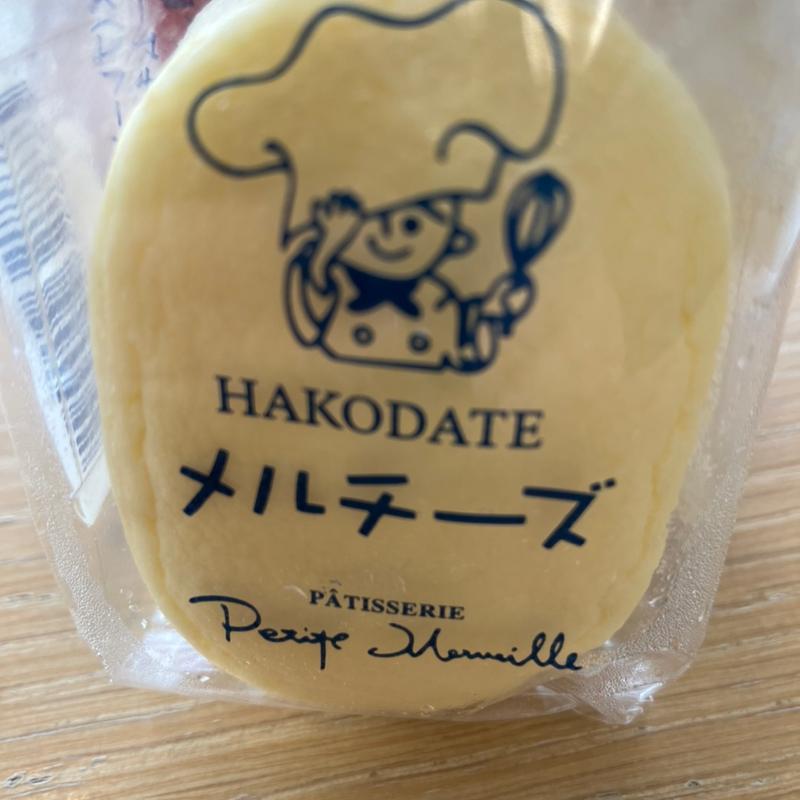 HAKODATE
メルチーズ
PÂTISSERIE
Petite Merveille